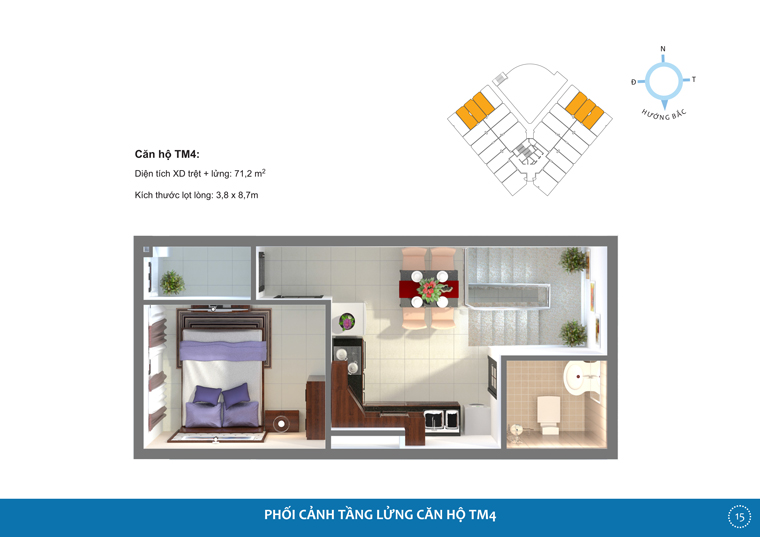 N
Đ
T
HƯỚNG BẮC
Căn hộ TM4:
Diện tích XD trệt + lửng: 71,2 m²
Kích thước lọt lòng: 3,8 x 8,7m
PHỐI CẢNH TẦNG LỬNG CĂN HỘ TM4
15